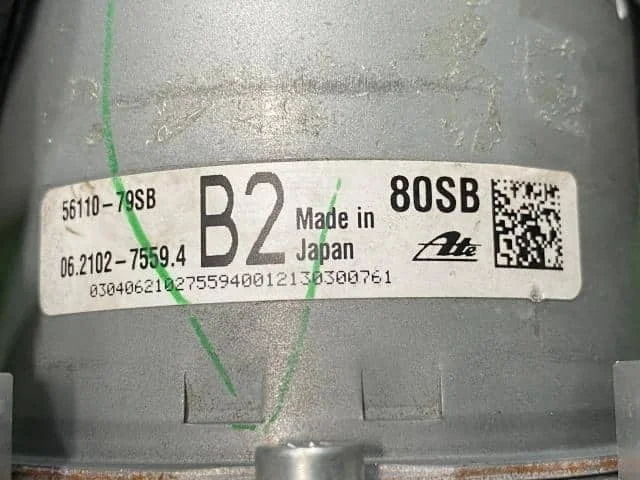 56110-79SB
06.2102-7559.4
B2
Made in
Japan
80SB
Ate
0304062102755940012130300761